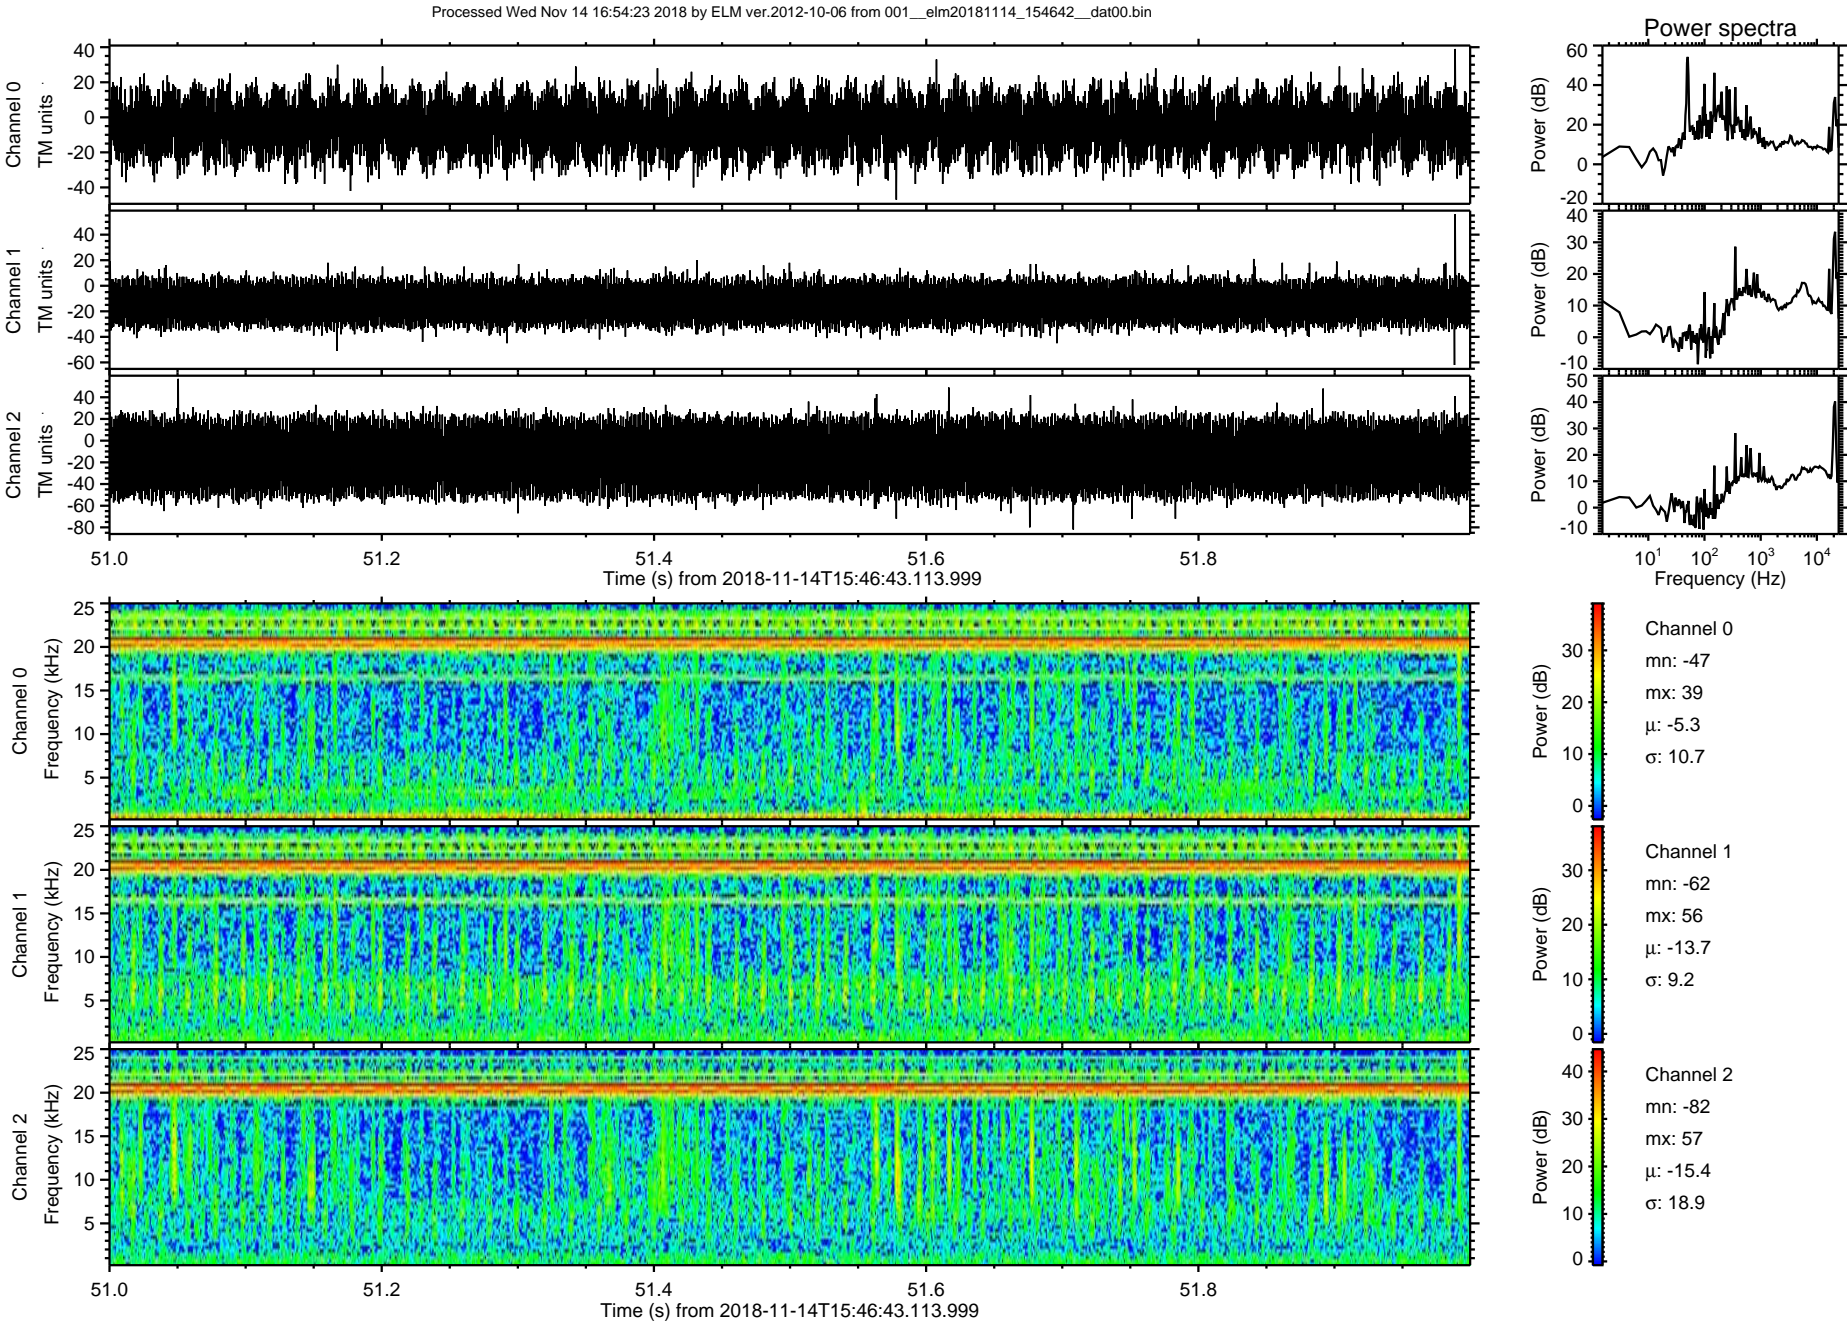 Processed Wed Nov 14 16:54:23 2018 by ELM ver.2012-10-06 from 001__elm20181114_154642__dat00.bin
Power spectra
Channel 0
TM units
40
20
0
-20
-40
Power (dB)
60
40
20
0
-20
Channel 1
TM units
40
20
0
-20
-40
-60
Power (dB)
40
30
20
10
0
-10
Channel 2
TM units
40
20
0
-20
-40
-60
-80
Power (dB)
50
40
30
20
10
0
-10
51.0 51.2 51.4 51.6 51.8
Time (s) from 2018-11-14T15:46:43.113.999
10¹ 10² 10³ 10⁴
Frequency (Hz)
Channel 0
Frequency (kHz)
25
20
15
10
5
Power (dB)
30
20
10
0
Channel 0
mn: -47
mx: 39
μ: -5.3
σ: 10.7
Channel 1
Frequency (kHz)
25
20
15
10
5
Power (dB)
30
20
10
0
Channel 1
mn: -62
mx: 56
μ: -13.7
σ: 9.2
Channel 2
Frequency (kHz)
25
20
15
10
5
Power (dB)
40
30
20
10
0
Channel 2
mn: -82
mx: 57
μ: -15.4
σ: 18.9
51.0 51.2 51.4 51.6 51.8
Time (s) from 2018-11-14T15:46:43.113.999